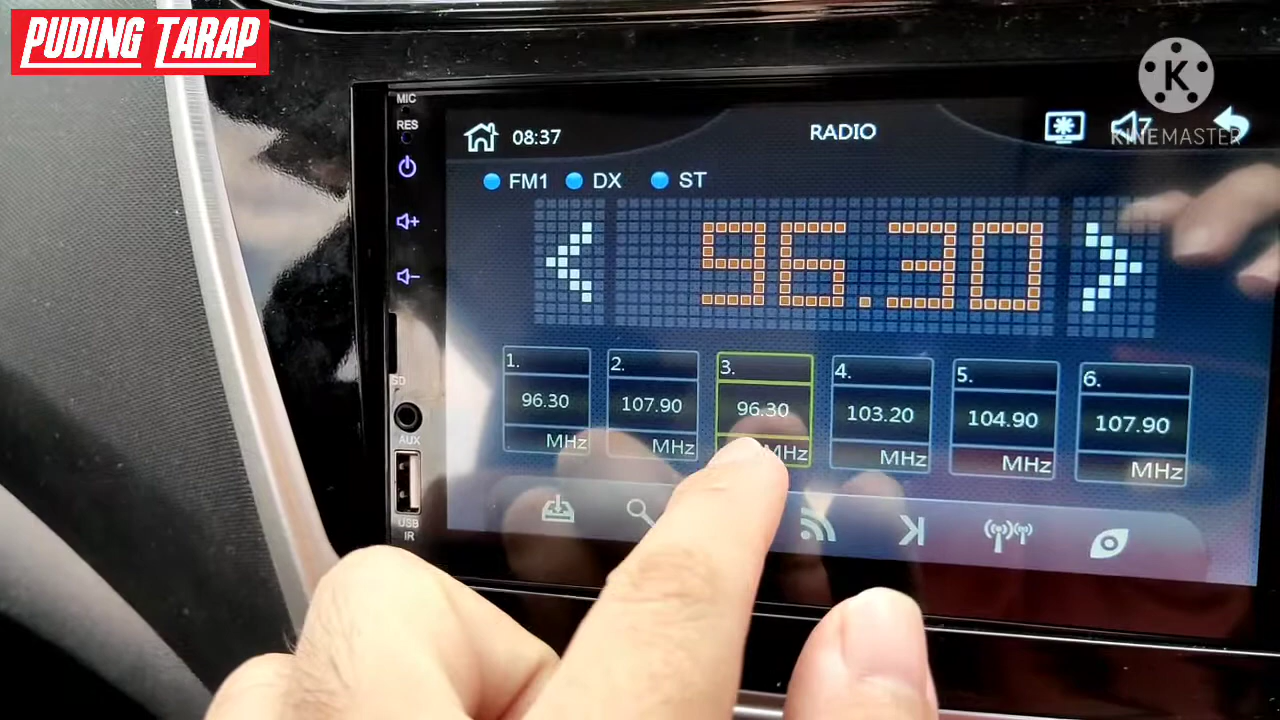 PUDING TARAP
K
KINEMASTER
MIC
RES
08:37
RADIO
7
FM1 DX ST
96.30
1. 2. 3. 4. 5. 6.
96.30 107.90 96.30 103.20 104.90 107.90
MHz MHz MHz MHz MHz MHz
SD
AUX
USB
IR